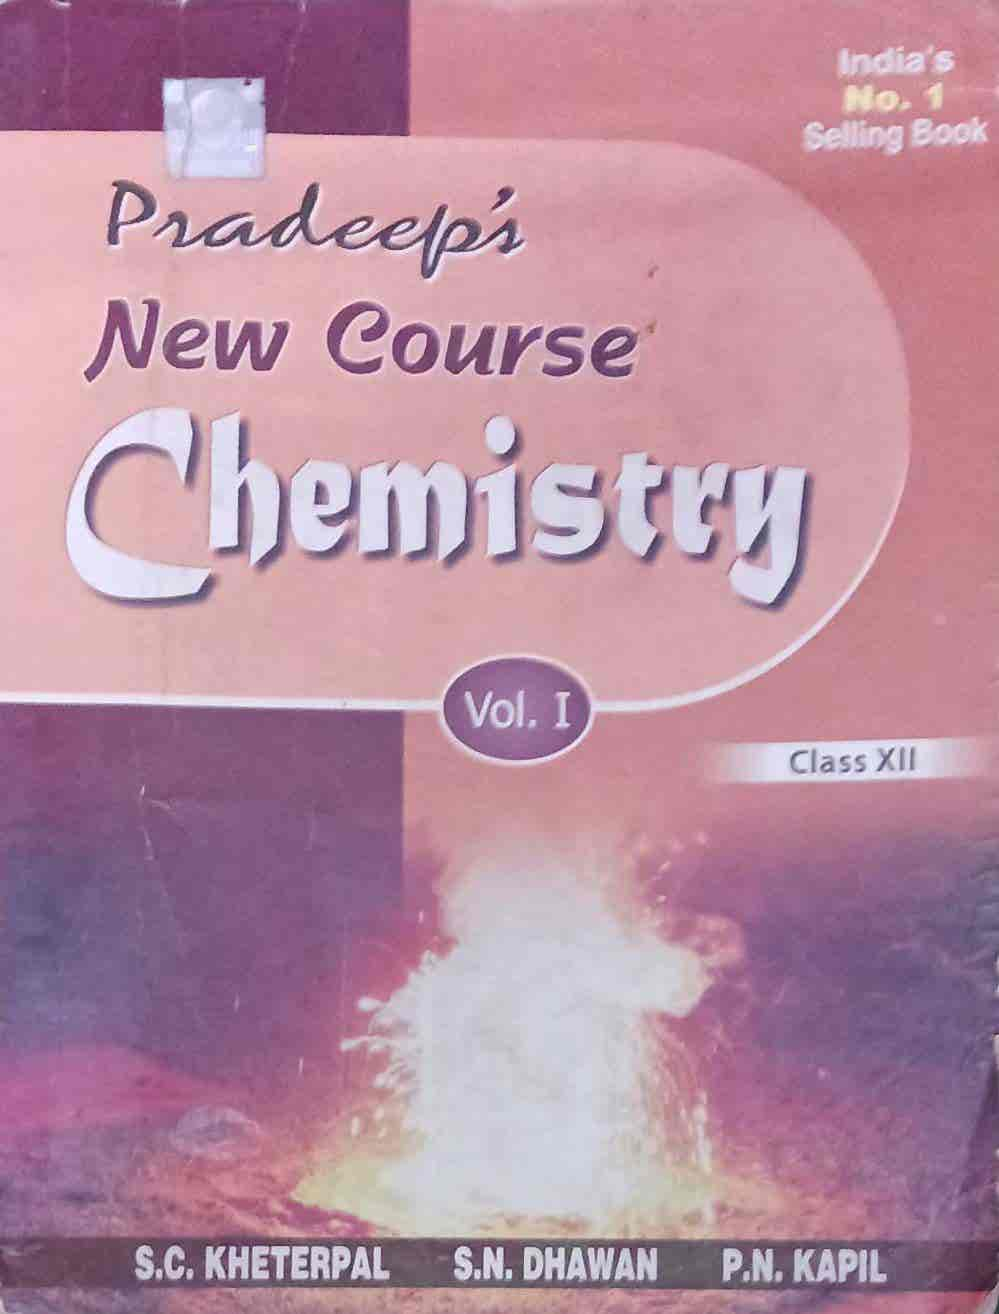 India's
No. 1
Selling Book
Pradeep's
New Course
Chemistry
Vol. I
Class XII
S.C. KHETERPAL S.N. DHAWAN P.N. KAPIL